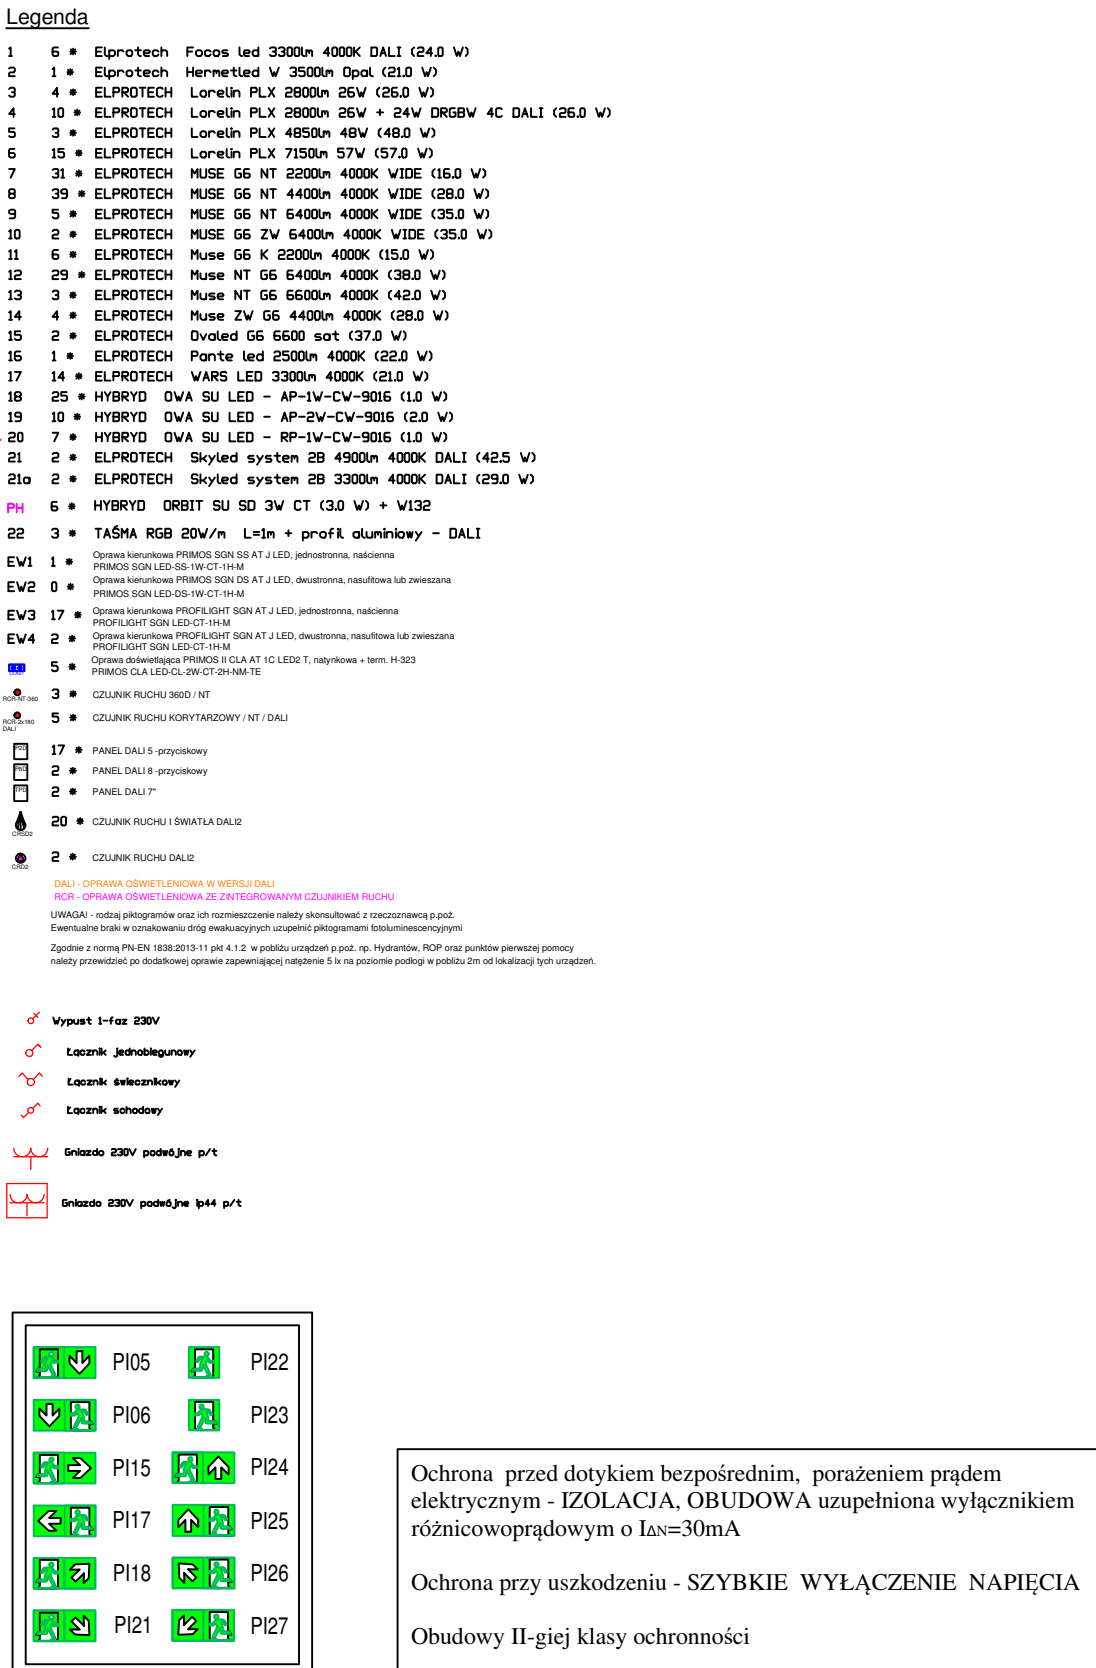 Legenda
1 6 * Elprotech Focos led 3300lm 4000K DALI (24.0 W)
2 1 * Elprotech Hermetled W 3500lm Opal (21.0 W)
3 4 * ELPROTECH Lorelin PLX 2800lm 26W (26.0 W)
4 10 * ELPROTECH Lorelin PLX 2800lm 26W + 24W DRGBW 4C DALI (26.0 W)
5 3 * ELPROTECH Lorelin PLX 4850lm 48W (48.0 W)
6 15 * ELPROTECH Lorelin PLX 7150lm 57W (57.0 W)
7 31 * ELPROTECH MUSE G6 NT 2200lm 4000K WIDE (16.0 W)
8 39 * ELPROTECH MUSE G6 NT 4400lm 4000K WIDE (28.0 W)
9 5 * ELPROTECH MUSE G6 NT 6400lm 4000K WIDE (35.0 W)
10 2 * ELPROTECH MUSE G6 ZW 6400lm 4000K WIDE (35.0 W)
11 6 * ELPROTECH Muse G6 K 2200lm 4000K (15.0 W)
12 29 * ELPROTECH Muse NT G6 6400lm 4000K (38.0 W)
13 3 * ELPROTECH Muse NT G6 6600lm 4000K (42.0 W)
14 4 * ELPROTECH Muse ZW G6 4400lm 4000K (28.0 W)
15 2 * ELPROTECH Ovaled G6 6600 sat (37.0 W)
16 1 * ELPROTECH Pante led 2500lm 4000K (22.0 W)
17 14 * ELPROTECH WARS LED 3300lm 4000K (21.0 W)
18 25 * HYBRYD OWA SU LED - AP-1W-CW-9016 (1.0 W)
19 10 * HYBRYD OWA SU LED - AP-2W-CW-9016 (2.0 W)
20 7 * HYBRYD OWA SU LED - RP-1W-CW-9016 (1.0 W)
21 2 * ELPROTECH Skyled system 2B 4900lm 4000K DALI (42.5 W)
21a 2 * ELPROTECH Skyled system 2B 3300lm 4000K DALI (29.0 W)
PH 6 * HYBRYD ORBIT SU SD 3W CT (3.0 W) + W132
22 3 * TAŚMA RGB 20W/m L=1m + profil aluminiowy - DALI
EW1 1 * Oprawa kierunkowa PRIMOS SGN SS AT J LED, jednostronna, naścienna
PRIMOS SGN LED-SS-1W-CT-1H-M
EW2 0 * Oprawa kierunkowa PRIMOS SGN DS AT J LED, dwustronna, nasufitowa lub zwieszana
PRIMOS SGN LED-DS-1W-CT-1H-M
EW3 17 * Oprawa kierunkowa PROFILIGHT SGN AT J LED, jednostronna, naścienna
PROFILIGHT SGN LED-CT-1H-M
EW4 2 * Oprawa kierunkowa PROFILIGHT SGN AT J LED, dwustronna, nasufitowa lub zwieszana
PROFILIGHT SGN LED-CT-1H-M
5 * Oprawa doświetlająca PRIMOS II CLA AT 1C LED2 T, natynkowa + term. H-323
PRIMOS CLA LED-CL-2W-CT-2H-NM-TE
RCR-NT-360 3 * CZUJNIK RUCHU 360D / NT
RCR-2x180 DALI 5 * CZUJNIK RUCHU KORYTARZOWY / NT / DALI
17 * PANEL DALI 5 -przyciskowy
2 * PANEL DALI 8 -przyciskowy
TPD 2 * PANEL DALI 7"
CRSD2 20 * CZUJNIK RUCHU I ŚWIATŁA DALI2
CRD2 2 * CZUJNIK RUCHU DALI2
DALI - OPRAWA OŚWIETLENIOWA W WERSJI DALI
RCR - OPRAWA OŚWIETLENIOWA ZE ZINTEGROWANYM CZUJNIKIEM RUCHU
UWAGA! - rodzaj piktogramów oraz ich rozmieszczenie należy skonsultować z rzeczoznawcą p.poż.
Ewentualne braki w oznakowaniu dróg ewakuacyjnych uzupełnić piktogramami fotoluminescencyjnymi
Zgodnie z normą PN-EN 1838:2013-11 pkt 4.1.2 w pobliżu urządzeń p.poż. np. Hydrantów, ROP oraz punktów pierwszej pomocy
należy przewidzieć po dodatkowej oprawie zapewniającej natężenie 5 lx na poziomie podłogi w pobliżu 2m od lokalizacji tych urządzeń.
Wypust 1-faz 230V
Łącznik jednobiegunowy
Łącznik świecznikowy
Łącznik schodowy
Gniazdo 230V podwójne p/t
Gniazdo 230V podwójne ip44 p/t
PI05 PI22
PI06 PI23
PI15 PI24
PI17 PI25
PI18 PI26
PI21 PI27
Ochrona przed dotykiem bezpośrednim, porażeniem prądem
elektrycznym - IZOLACJA, OBUDOWA uzupełniona wyłącznikiem
różnicowoprądowym o IΔN=30mA
Ochrona przy uszkodzeniu - SZYBKIE WYŁĄCZENIE NAPIĘCIA
Obudowy II-giej klasy ochronności